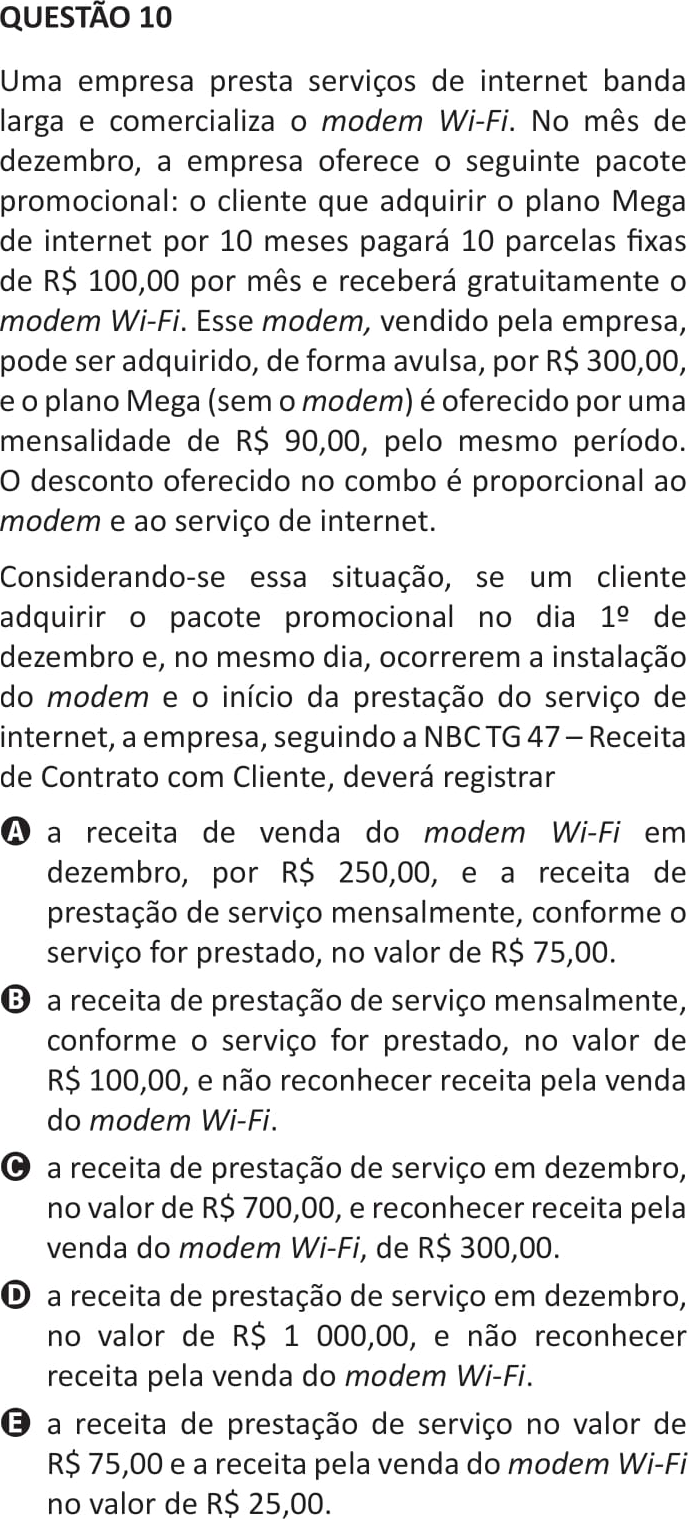 QUESTÃO 10
Uma empresa presta serviços de internet banda
larga e comercializa o modem Wi-Fi. No mês de
dezembro, a empresa oferece o seguinte pacote
promocional: o cliente que adquirir o plano Mega
de internet por 10 meses pagará 10 parcelas fixas
de R$ 100,00 por mês e receberá gratuitamente o
modem Wi-Fi. Esse modem, vendido pela empresa,
pode ser adquirido, de forma avulsa, por R$ 300,00,
e o plano Mega (sem o modem) é oferecido por uma
mensalidade de R$ 90,00, pelo mesmo período.
O desconto oferecido no combo é proporcional ao
modem e ao serviço de internet.
Considerando-se essa situação, se um cliente
adquirir o pacote promocional no dia 1º de
dezembro e, no mesmo dia, ocorrerem a instalação
do modem e o início da prestação do serviço de
internet, a empresa, seguindo a NBC TG 47 – Receita
de Contrato com Cliente, deverá registrar
A a receita de venda do modem Wi-Fi em
dezembro, por R$ 250,00, e a receita de
prestação de serviço mensalmente, conforme o
serviço for prestado, no valor de R$ 75,00.
B a receita de prestação de serviço mensalmente,
conforme o serviço for prestado, no valor de
R$ 100,00, e não reconhecer receita pela venda
do modem Wi-Fi.
C a receita de prestação de serviço em dezembro,
no valor de R$ 700,00, e reconhecer receita pela
venda do modem Wi-Fi, de R$ 300,00.
D a receita de prestação de serviço em dezembro,
no valor de R$ 1 000,00, e não reconhecer
receita pela venda do modem Wi-Fi.
E a receita de prestação de serviço no valor de
R$ 75,00 e a receita pela venda do modem Wi-Fi
no valor de R$ 25,00.